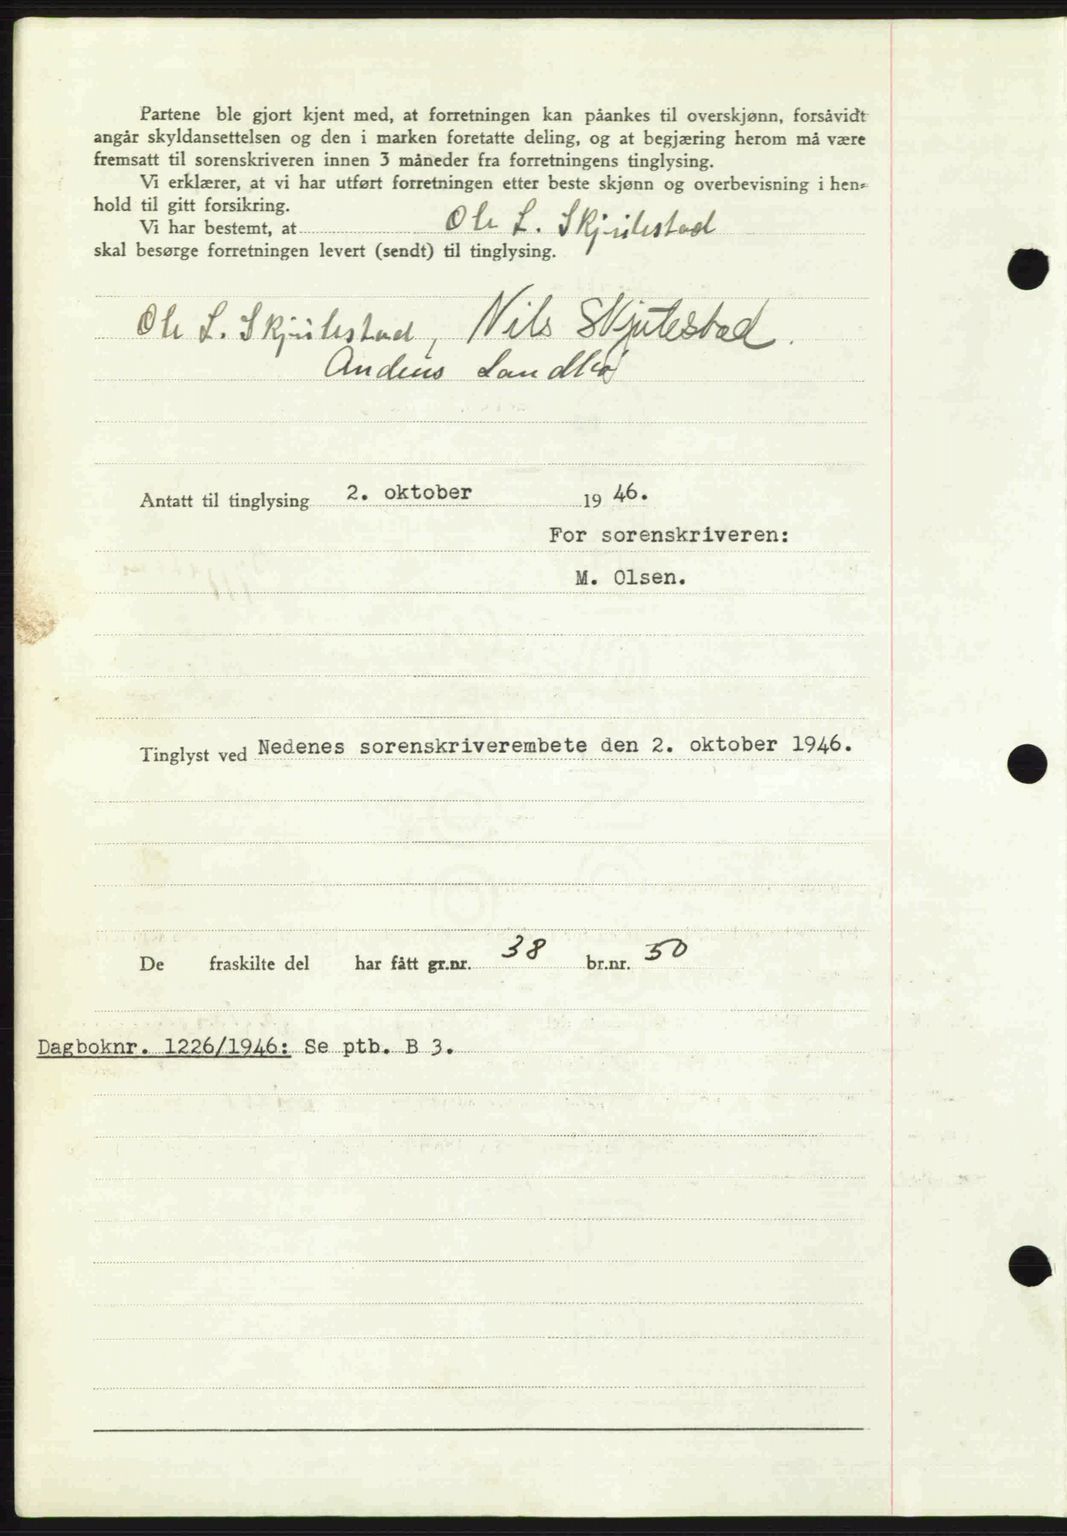 Partene ble gjort kjent med, at forretningen kan påankes til overskjønn, forsåvidt
angår skyldansettelsen og den i marken foretatte deling, og at begjæring herom må være
fremsatt til sorenskriveren innen 3 måneder fra forretningens tinglysing.
Vi erklærer, at vi har utført forretningen etter beste skjønn og overbevisning i hen-
hold til gitt forsikring.
Vi har bestemt, at Ole L. Skjulestad
skal besørge forretningen levert (sendt) til tinglysing.
Ole L. Skjulestad, Nils Skjulestad.
Anders
Antatt til tinglysing 2. oktober 19 46.
For sorenskriveren:
M. Olsen.
Tinglyst ved Nedenes sorenskriverembete den 2. oktober 1946.
De fraskilte del har fått gr.nr. 38 br.nr. 50
Dagboknr. 1226/1946: Se ptb. B 3.